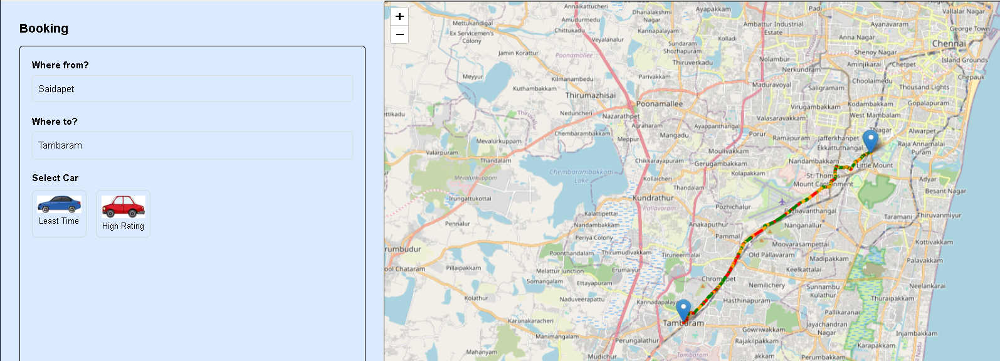 Booking
Where from?
Saidapet
Where to?
Tambaram
Select Car
Least Time
High Rating
+
−
Annaikattucheri
Amudurmedu
Chittukadu
Dhanalakshmi
Nagar
Kannapalayam
Ayapakkam
Padi
Vallalar Nagar
Mettukandigai
Ex Servicemen's
Colony
Veyalanalur
Kolladi
Ambattur Industrial
Estate
Ayanavaram
George Town
Anna Nagar
Chennai
Sundaram
Shozhapuram
Jamin Korattur
Poonamallee
Thiruverkadu
Nolambur
Shenoy Nagar
Island Grounds
Nerkundram
Aminjikarai
Chetpet
Meyyur
Kilmanambedu
Parivakkam
Chepauk
Kuthambakkam
Maduravoyal
Choolaimedu
Saligramam
Thousand Lights
Thirumazhisai
Poonamallee
Kodambakkam
Gopalapuram
Neduncheri
Nazarathpet
Virugambakkam
ettikadu
Thiruvallur
West Mambalam
Valasaravakkam
Agraharam
Ayappanthangal
TNagar
Alwarpet
Chembarambakkam
Mangadu
Porur
Ramapuram
Jafferkhanpet
Mevalurkuppam
Meppur
Ekkattuthangal
Raja Annamalai
Puram
Valarpuram
Moulivakkam
Thandalam
Chikkarayapuram
Gerugambakkam
Nandambakkam
Little Mount
Chembarambakkam
Lake
Kolapakkam
St. Thomas
Mount Cantonment
Mevalurkuppam
Kollaicheri
Adyar
Thandalam
Besant Nagar
Irungattukottai
Kundrathur
Pallavaram
Pozhichalur
Pozhavanthangal
Kalattipettai
Taramani
Thiruvanmiyur
Pennalur
Nandambakkam
Anakaputhur
Nanganallur
Periya Colony
Pammal
Moovarasampettai
Kottivakkam
rumbudur
Poonthandalam
Thirumudivakkam
Tiruneermalai
Old Pallavaram
Madipakkam
Palavakkam
ool Chataram
Pillaipakkam
Melattur Junction
Erumaiyur
Keelkattalai
Somangalam
Chromepet
Nemilichery
Sunnambu
Kulathur
Neelankarai
Ettayapuram
Kolathur
Naduveerapattu
Kannadapalayam
Hasthinapuram
Thuraipakkam
Pallikaranai
Karunakaracheri
Tambaram
Gowriwakkam
Jayachandran
Nagar
Injambakkam
Manimangalam
Perungalathur
Rajakilpakkam
Karapakkam
Mahanyam
Tambaram
akkam
Perumbakkam
Mudichur